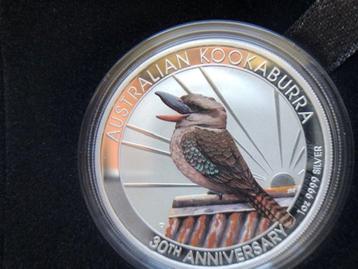 AUSTRALIAN KOOKABURRA
1oz 9999 SILVER
30TH ANNIVERSARY